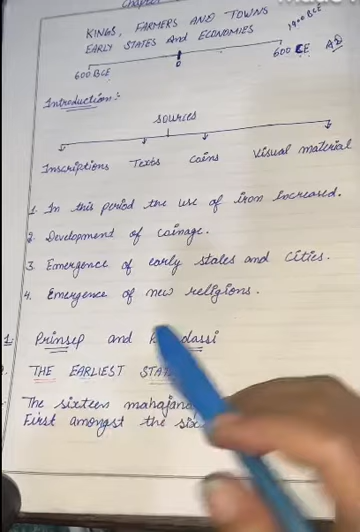 Chapter
KINGS, FARMERS AND TOWNS
EARLY STATES and ECONOMIES
1900 BCE
600 BCE
0
600 CE
AD
Introduction:-
sources
Inscriptions Texts Coins Visual material
1. In this period the use of iron increased.
2. Development of coinage.
3. Emergence of early states and cities.
4. Emergence of new religions.
1. Prinsep and
THE EARLIEST
The sixteen
First amongst the